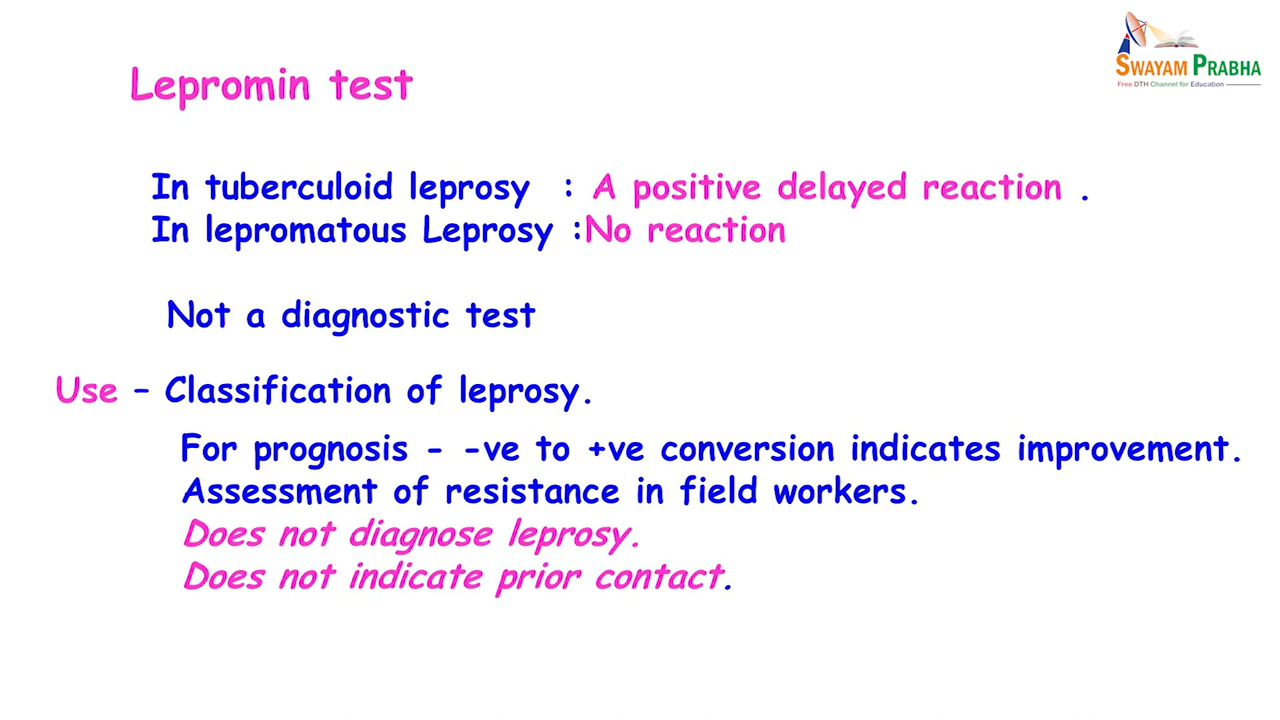 SWAYAM PRABHA
Free DTH Channel for Education
Lepromin test
In tuberculoid leprosy : A positive delayed reaction .
In lepromatous Leprosy :No reaction
Not a diagnostic test
Use – Classification of leprosy.
For prognosis - -ve to +ve conversion indicates improvement.
Assessment of resistance in field workers.
Does not diagnose leprosy.
Does not indicate prior contact.